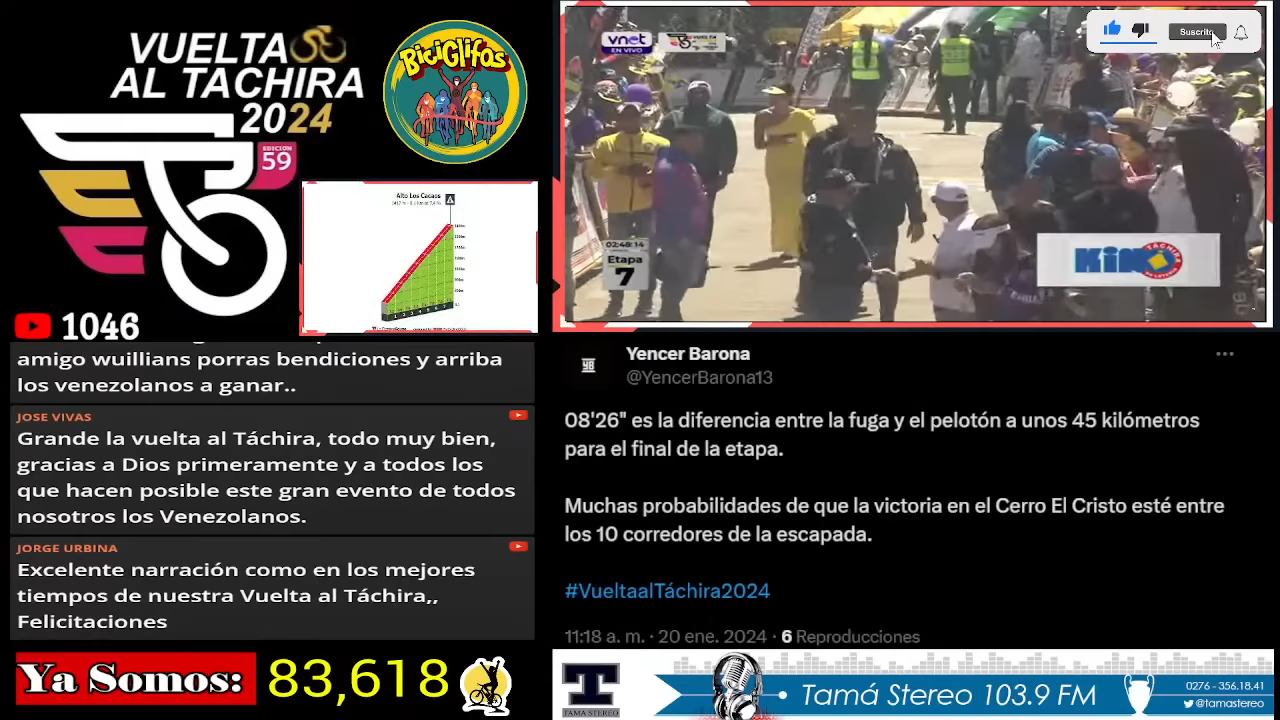 VUELTA
AL TACHIRA
2024
EDICION
59
BiciGlifos
1046
Alto Los Cacaos
amigo wuillians porras bendiciones y arriba
los venezolanos a ganar..
JOSE VIVAS
Grande la vuelta al Táchira, todo muy bien,
gracias a Dios primeramente y a todos los
que hacen posible este gran evento de todos
nosotros los Venezolanos.
JORGE URBINA
Excelente narración como en los mejores
tiempos de nuestra Vuelta al Táchira,,
Felicitaciones
Ya Somos: 83,618
vnet
EN VIVO
Suscrito
02:48:14
Etapa
7
Kino
TÁCHIRA
Yencer Barona
@YencerBarona13
08'26" es la diferencia entre la fuga y el pelotón a unos 45 kilómetros
para el final de la etapa.
Muchas probabilidades de que la victoria en el Cerro El Cristo esté entre
los 10 corredores de la escapada.
#VueltaalTáchira2024
11:18 a. m. · 20 ene. 2024 · 6 Reproducciones
T
TAMA STEREO
Tamá Stereo 103.9 FM
0276 - 356.18.41
@tamastereo